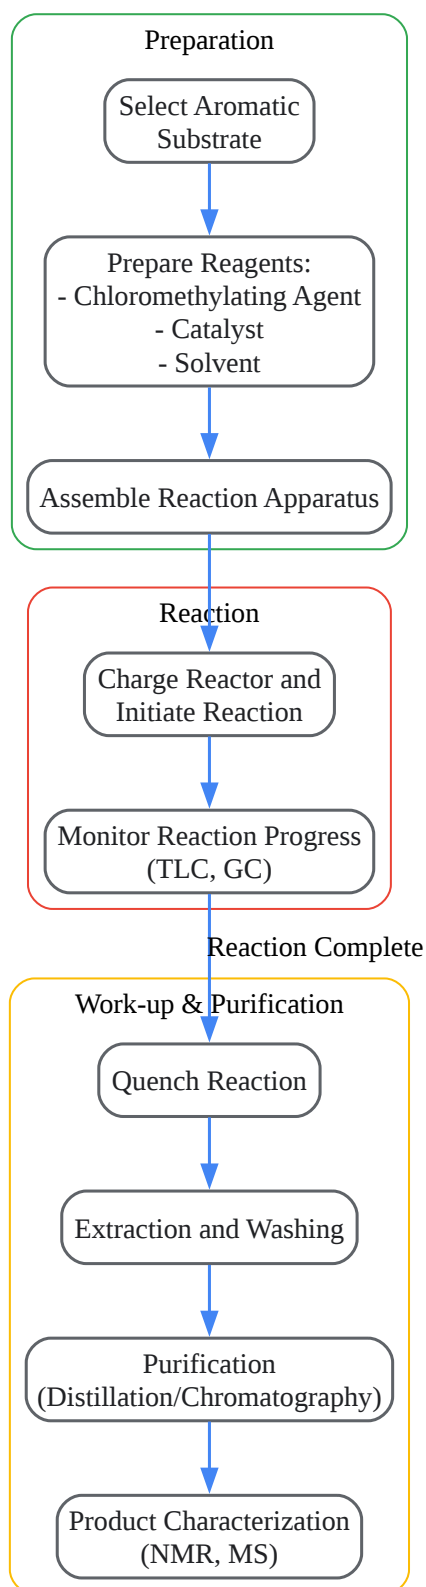 Preparation
Select Aromatic
Substrate
Prepare Reagents:
- Chloromethylating Agent
- Catalyst
- Solvent
Assemble Reaction Apparatus
Reaction
Charge Reactor and
Initiate Reaction
Monitor Reaction Progress
(TLC, GC)
Reaction Complete
Work-up & Purification
Quench Reaction
Extraction and Washing
Purification
(Distillation/Chromatography)
Product Characterization
(NMR, MS)